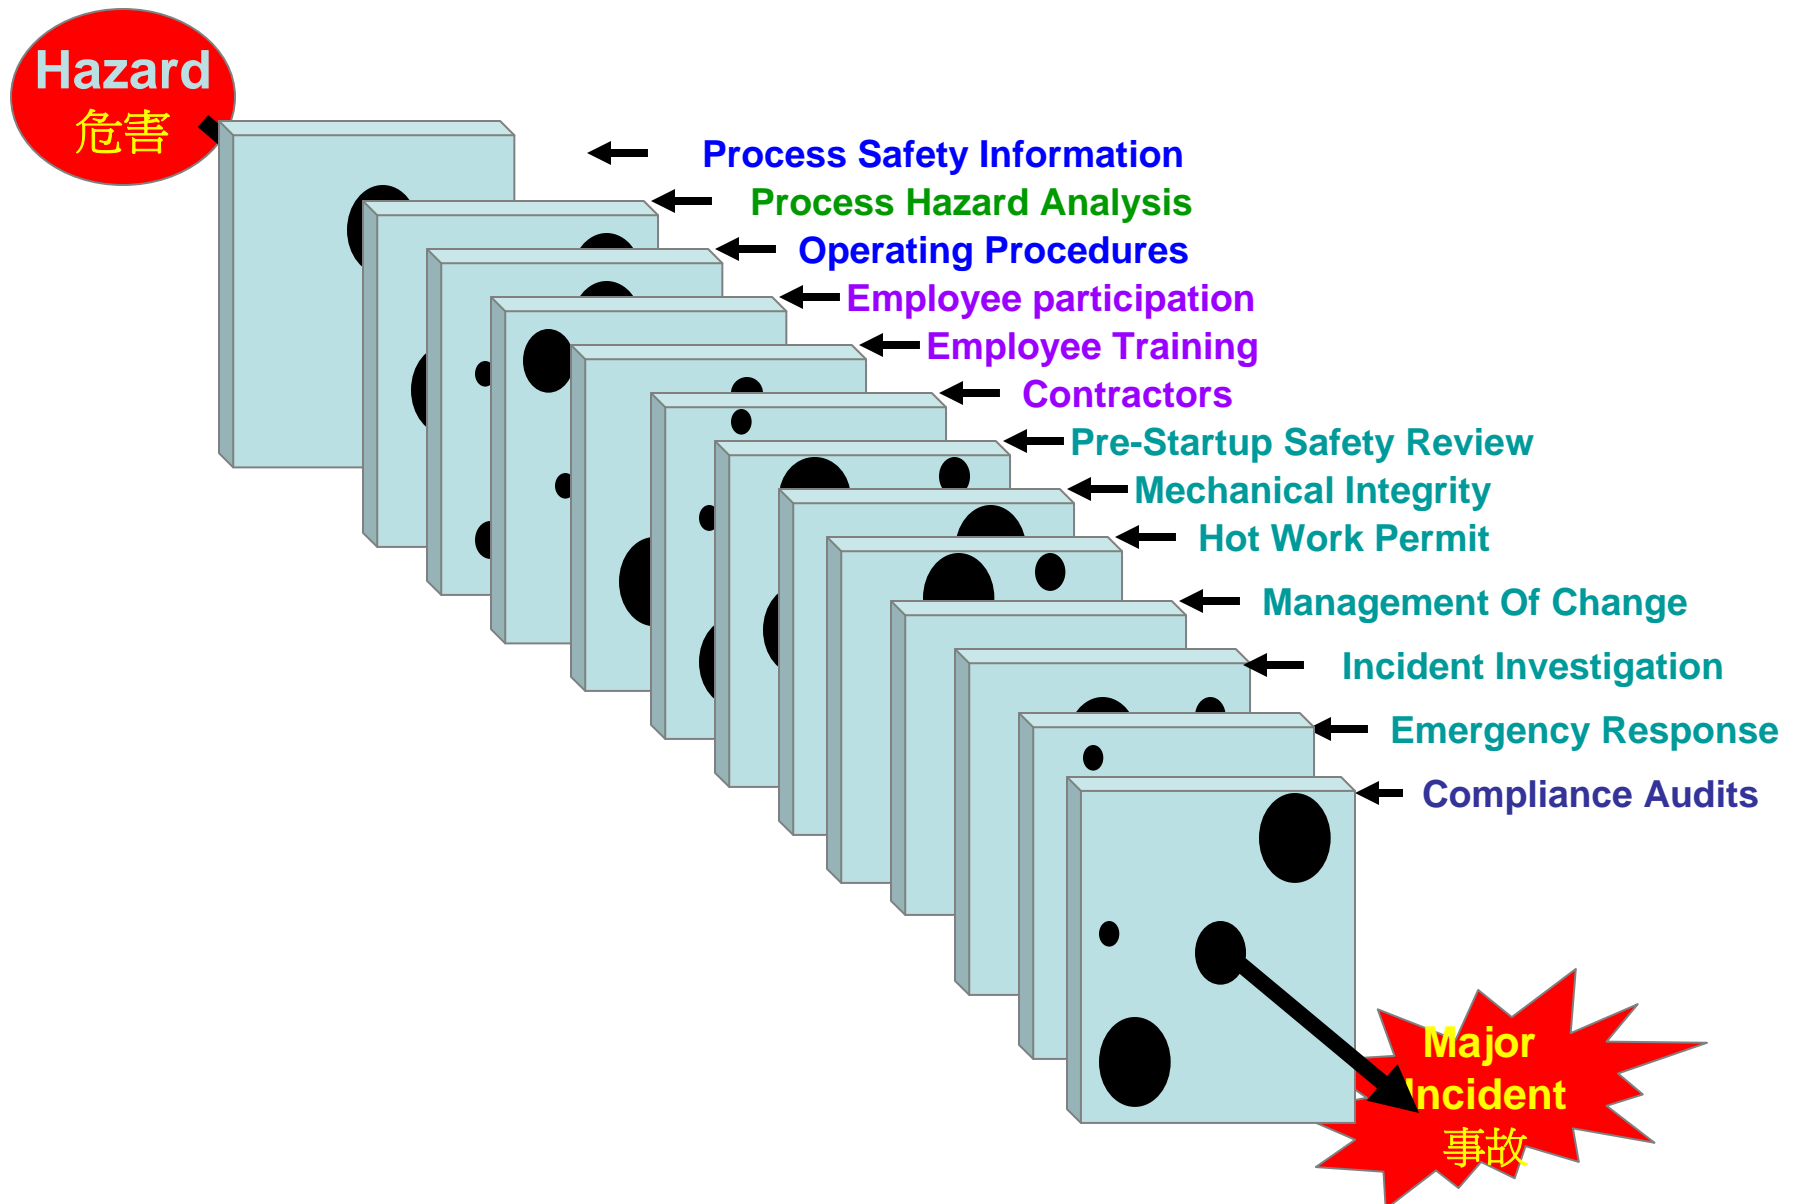 Hazard
危害
Process Safety Information
Process Hazard Analysis
Operating Procedures
Employee participation
Employee Training
Contractors
Pre-Startup Safety Review
Mechanical Integrity
Hot Work Permit
Management Of Change
Incident Investigation
Emergency Response
Compliance Audits
Major
Incident
事故